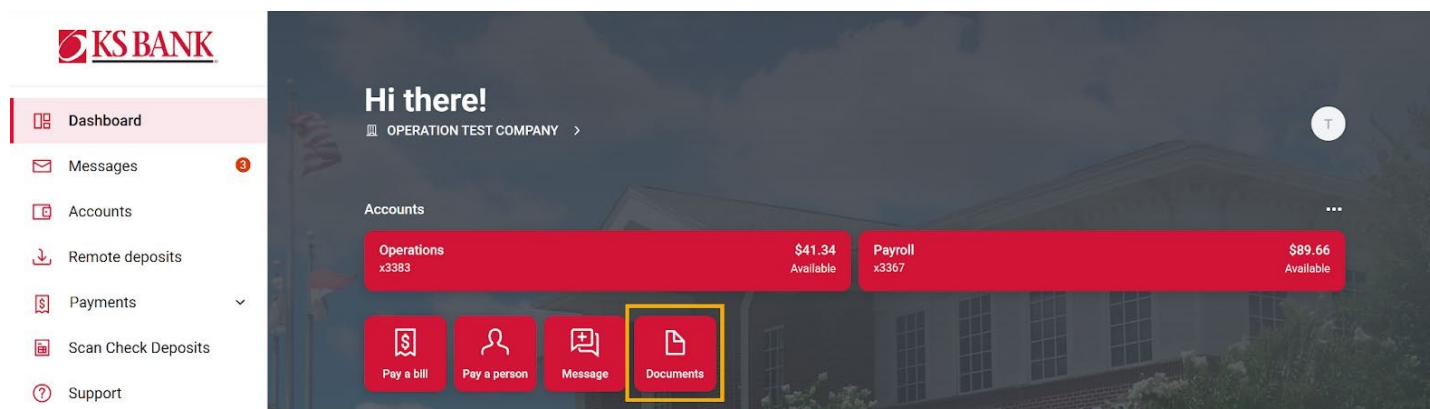 KS BANK
Dashboard
Messages 3
Accounts
Remote deposits
Payments
Scan Check Deposits
Support
Hi there!
OPERATION TEST COMPANY >
T
Accounts
Operations $41.34
x3383 Available
Payroll $89.66
x3367 Available
Pay a bill
Pay a person
Message
Documents